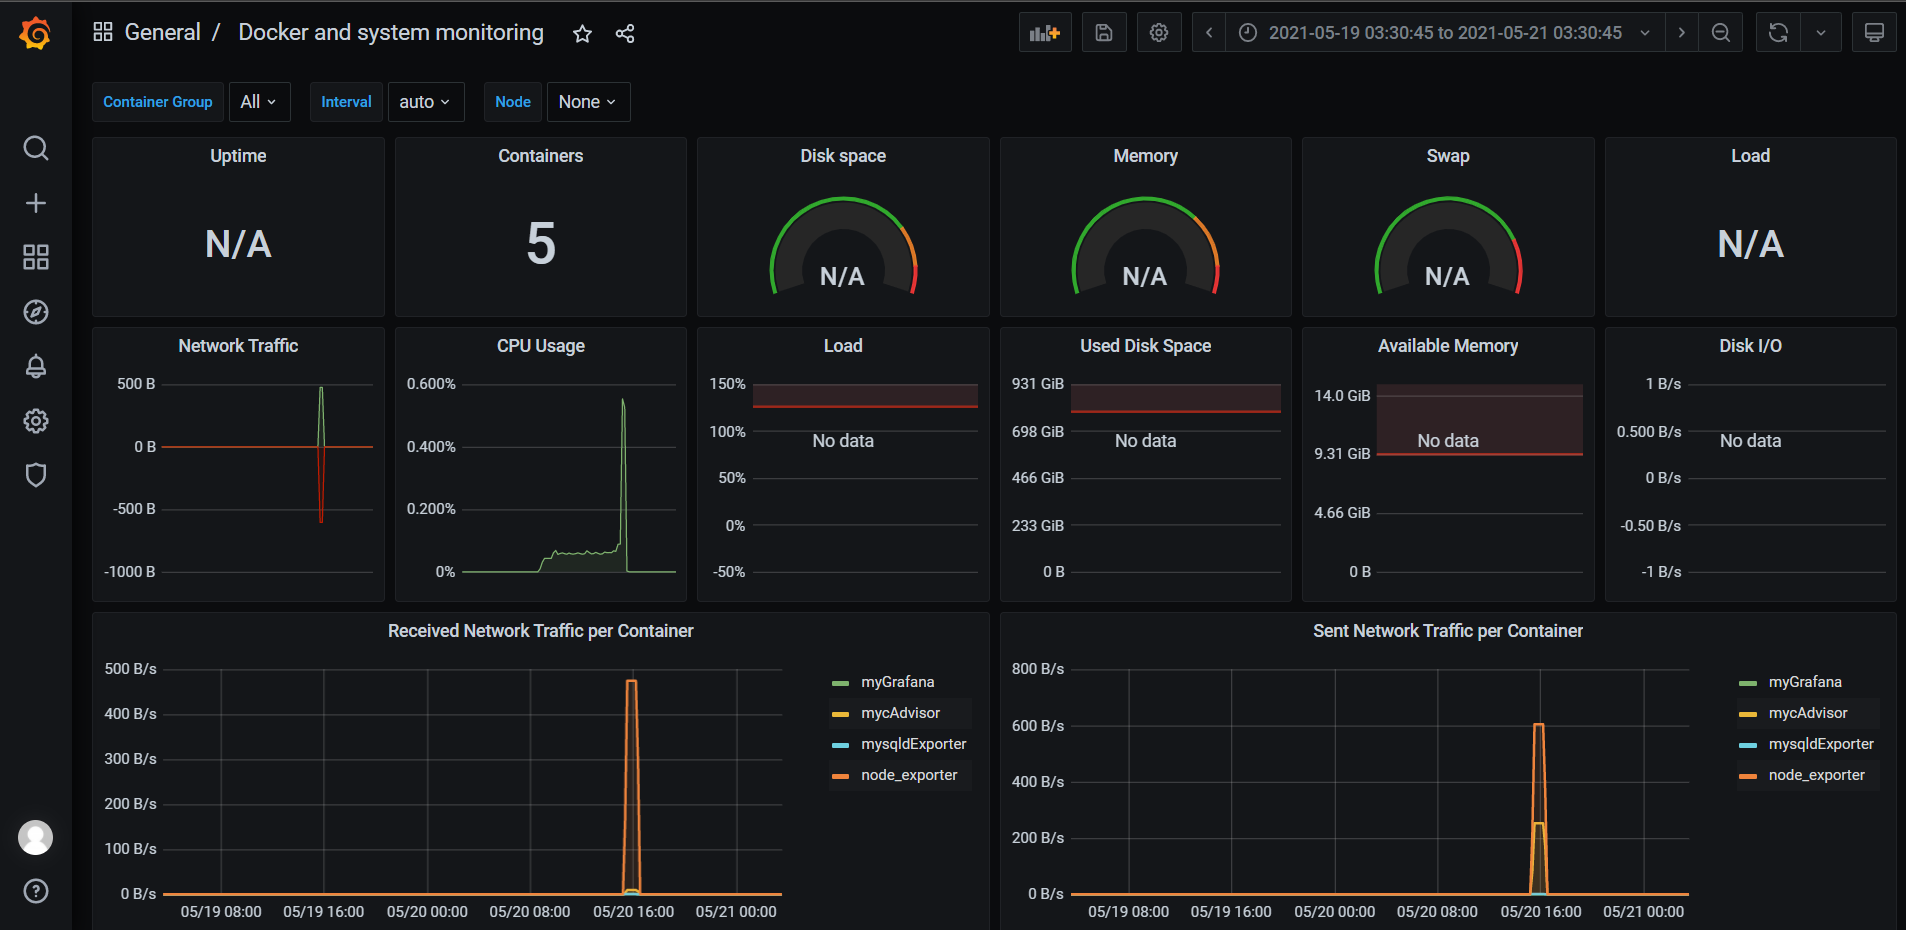 General / Docker and system monitoring
2021-05-19 03:30:45 to 2021-05-21 03:30:45
Container Group All Interval auto Node None
Uptime
N/A
Containers
5
Disk space
N/A
Memory
N/A
Swap
N/A
Load
N/A
Network Traffic
500 B
0 B
-500 B
-1000 B
CPU Usage
0.600%
0.400%
0.200%
0%
Load
150%
100%
50%
0%
-50%
No data
Used Disk Space
931 GiB
698 GiB
466 GiB
233 GiB
0 B
No data
Available Memory
14.0 GiB
9.31 GiB
4.66 GiB
0 B
No data
Disk I/O
1 B/s
0.500 B/s
0 B/s
-0.50 B/s
-1 B/s
No data
Received Network Traffic per Container
500 B/s
400 B/s
300 B/s
200 B/s
100 B/s
0 B/s
05/19 08:00 05/19 16:00 05/20 00:00 05/20 08:00 05/20 16:00 05/21 00:00
myGrafana
mycAdvisor
mysqldExporter
node_exporter
Sent Network Traffic per Container
800 B/s
600 B/s
400 B/s
200 B/s
0 B/s
05/19 08:00 05/19 16:00 05/20 00:00 05/20 08:00 05/20 16:00 05/21 00:00
myGrafana
mycAdvisor
mysqldExporter
node_exporter